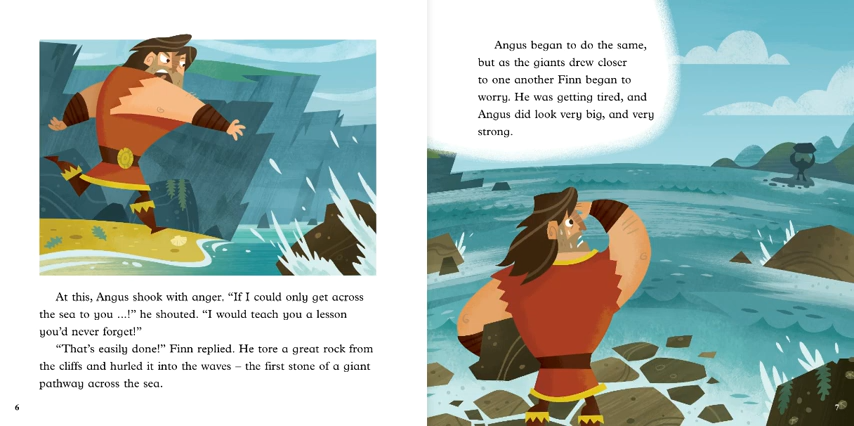 At this, Angus shook with anger. “If I could only get across
the sea to you ...!” he shouted. “I would teach you a lesson
you’d never forget!”
“That’s easily done!” Finn replied. He tore a great rock from
the cliffs and hurled it into the waves – the first stone of a giant
pathway across the sea.
6
Angus began to do the same,
but as the giants drew closer
to one another Finn began to
worry. He was getting tired, and
Angus did look very big, and very
strong.
7